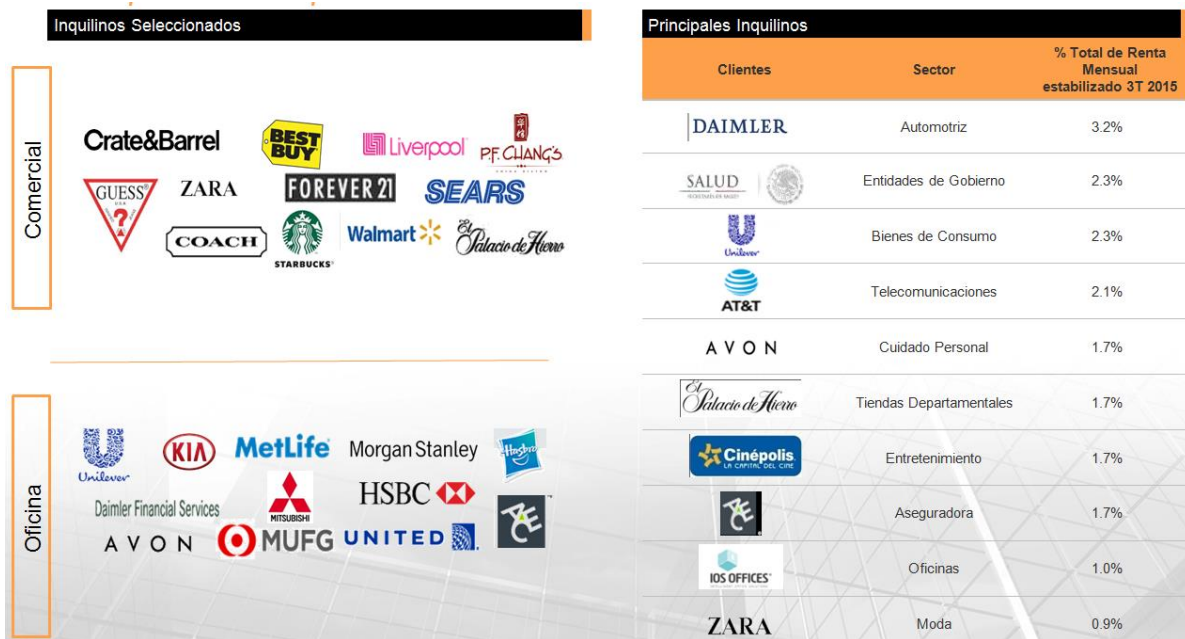 Inquilinos Seleccionados
Comercial
Crate&Barrel
BEST BUY
Liverpool
P.F. CHANG'S
GUESS®
USA
?
ZARA
FOREVER 21
SEARS
COACH
STARBUCKS
Walmart
El Palacio de Hierro
Oficina
Unilever
KIA
MetLife
Morgan Stanley
Hasbro
Daimler Financial Services
MITSUBISHI
HSBC
ACE
AVON
MUFG
UNITED
Principales Inquilinos
Clientes Sector % Total de Renta
Mensual
estabilizado 3T 2015
DAIMLER Automotriz 3.2%
SALUD Entidades de Gobierno 2.3%
Unilever Bienes de Consumo 2.3%
AT&T Telecomunicaciones 2.1%
AVON Cuidado Personal 1.7%
El Palacio de Hierro Tiendas Departamentales 1.7%
Cinépolis Entretenimiento 1.7%
LA CAPITAL DEL CINE
ACE Aseguradora 1.7%
IOS OFFICES Oficinas 1.0%
ZARA Moda 0.9%